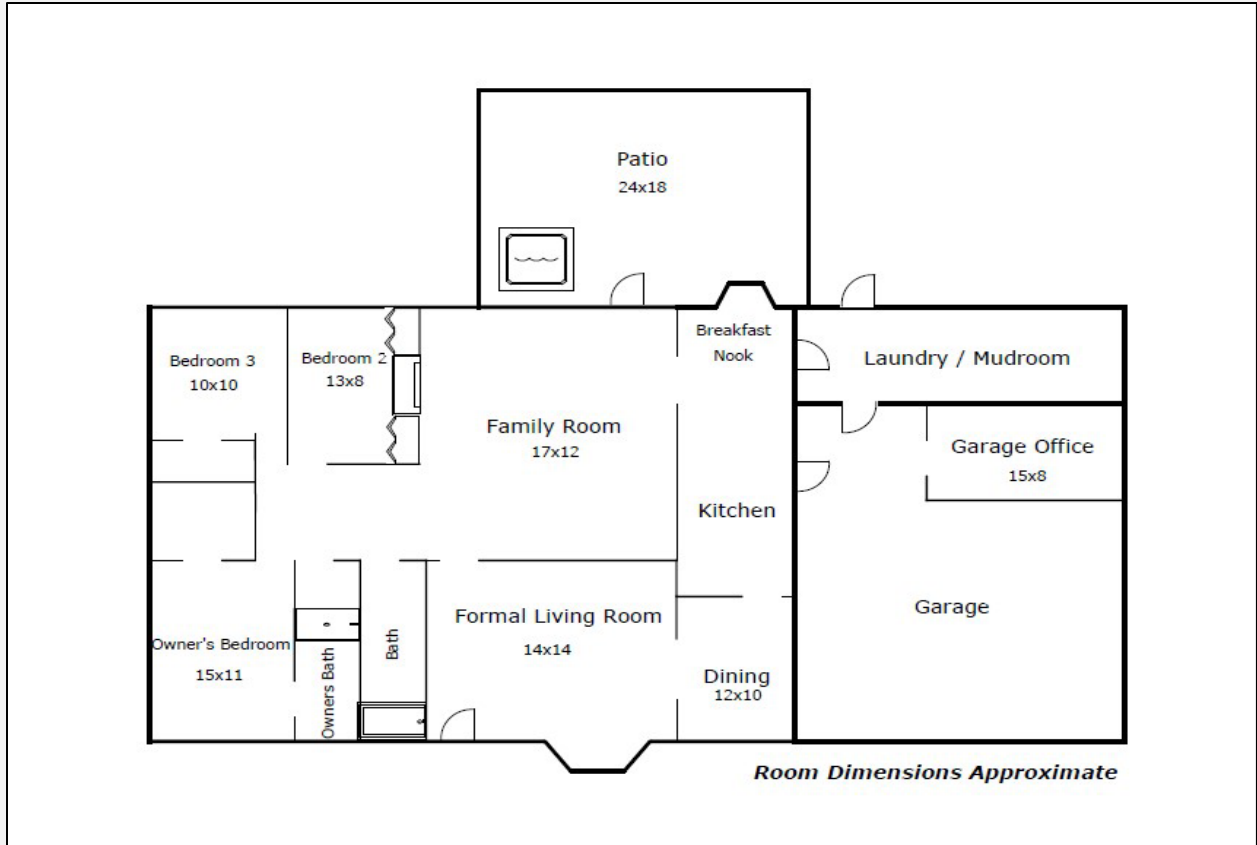 Patio
24x18
Breakfast
Nook
Bedroom 3
10x10
Bedroom 2
13x8
Laundry / Mudroom
Family Room
17x12
Garage Office
15x8
Kitchen
Garage
Formal Living Room
14x14
Owner's Bedroom
15x11
Owners Bath
Bath
Dining
12x10
Room Dimensions Approximate